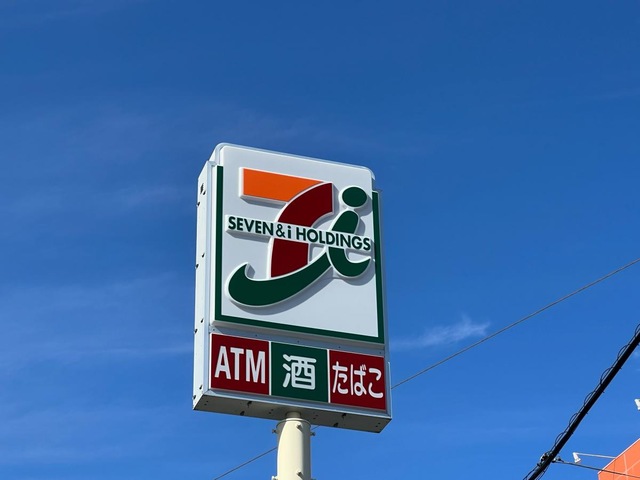 SEVEN&i HOLDINGS
ATM 酒 たばこ